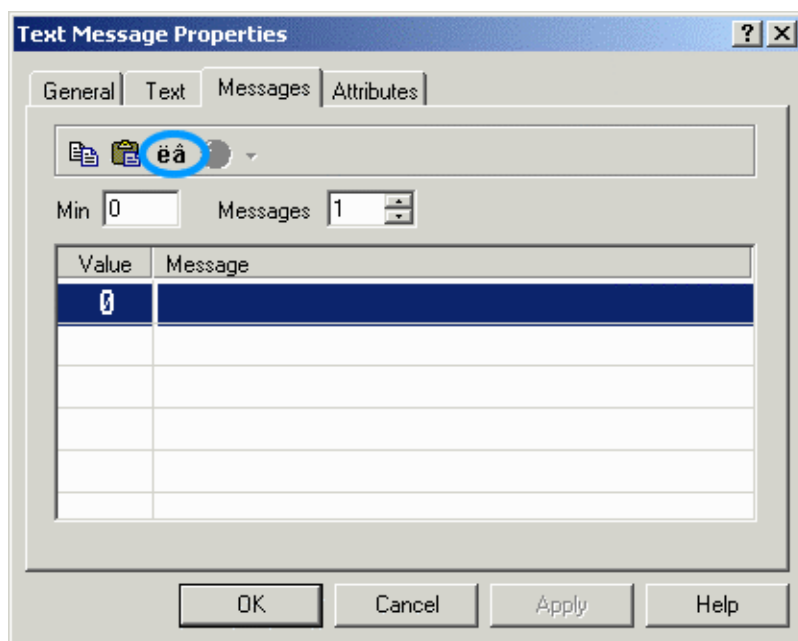 Text Message Properties
General Text Messages Attributes
ëâ
Min 0 Messages 1
Value Message
0
OK Cancel Apply Help